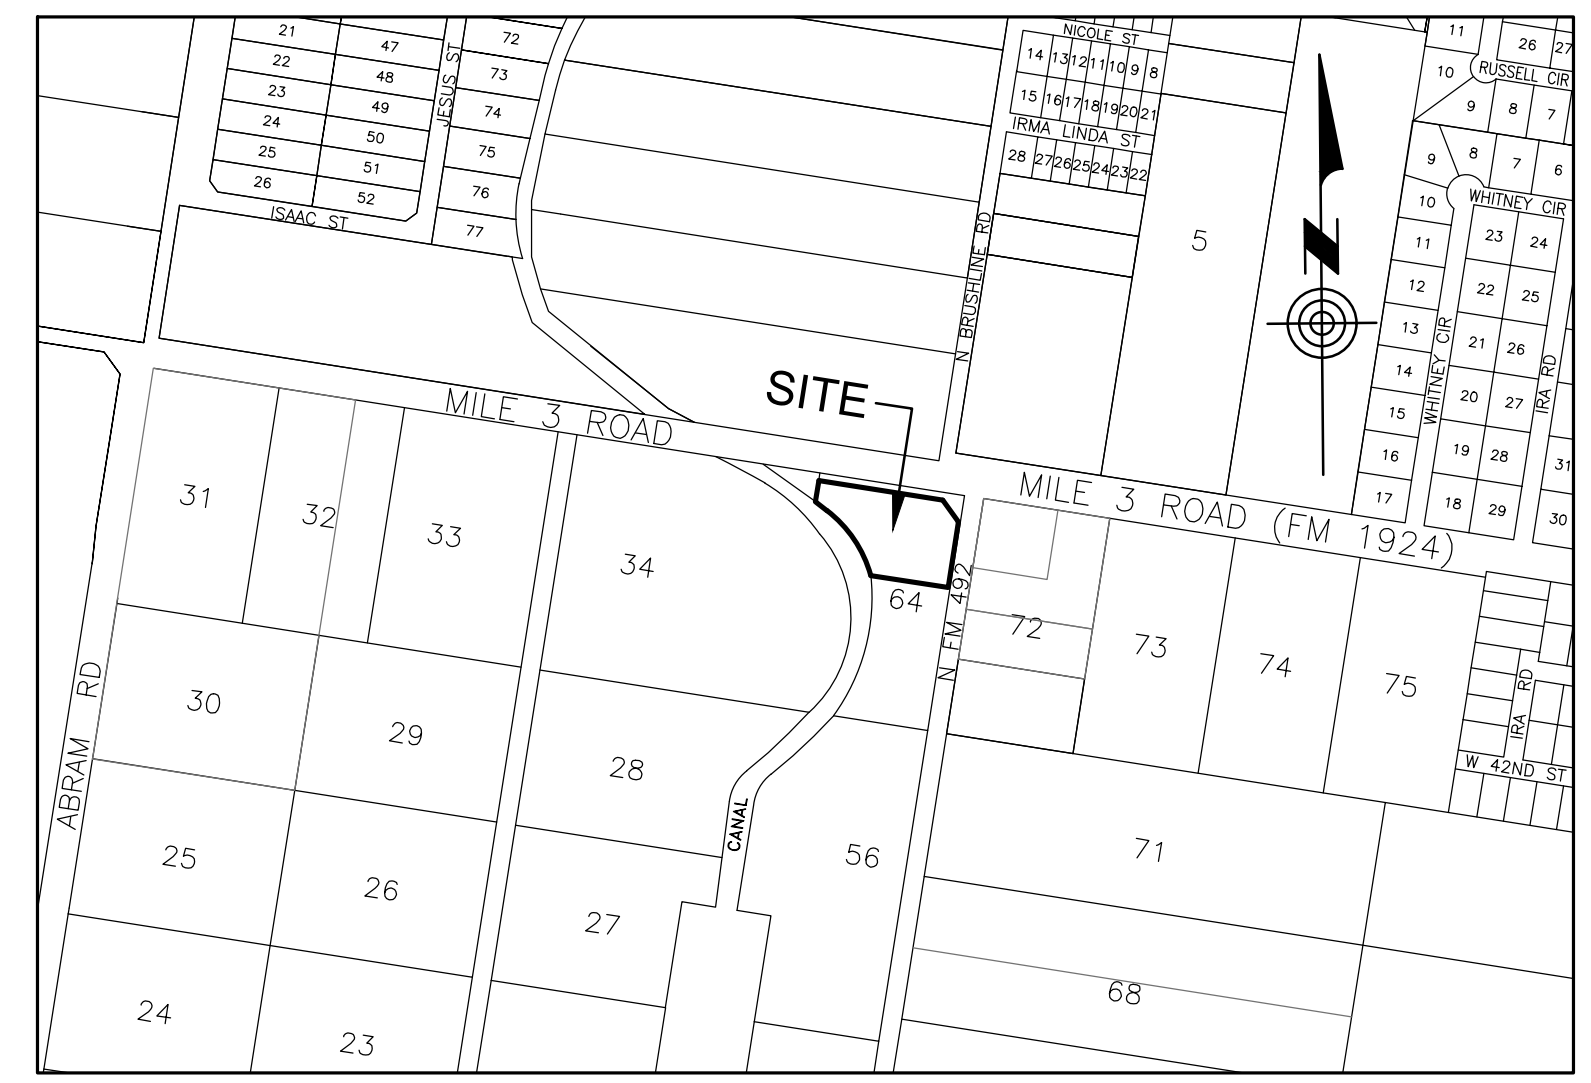 21
22
23
24
25
26
47
48
49
50
51
52
JESUS ST
72
73
74
75
76
77
ISAAC ST
NICOLE ST
14 13 12 11 10 9 8
15 16 17 18 19 20 21
IRMA LINDA ST
28 27 26 25 24 23 22
N BRUSHLINE RD
5
N
11
26 27
10
RUSSELL CIR
9 8 7
9 8 7 6
10
WHITNEY CIR
11
12
13
14
15
16
17
WHITNEY CIR
23 24
22 25
21 26
20 27
19 28
18 29
IRA RD
31
30
SITE
MILE 3 ROAD
MILE 3 ROAD (FM 1924)
31
32
33
34
64
N FM 492
72
73
74
75
IRA RD
W 42ND ST
ABRAM RD
30
29
28
CANAL
25
26
27
56
71
24
23
68